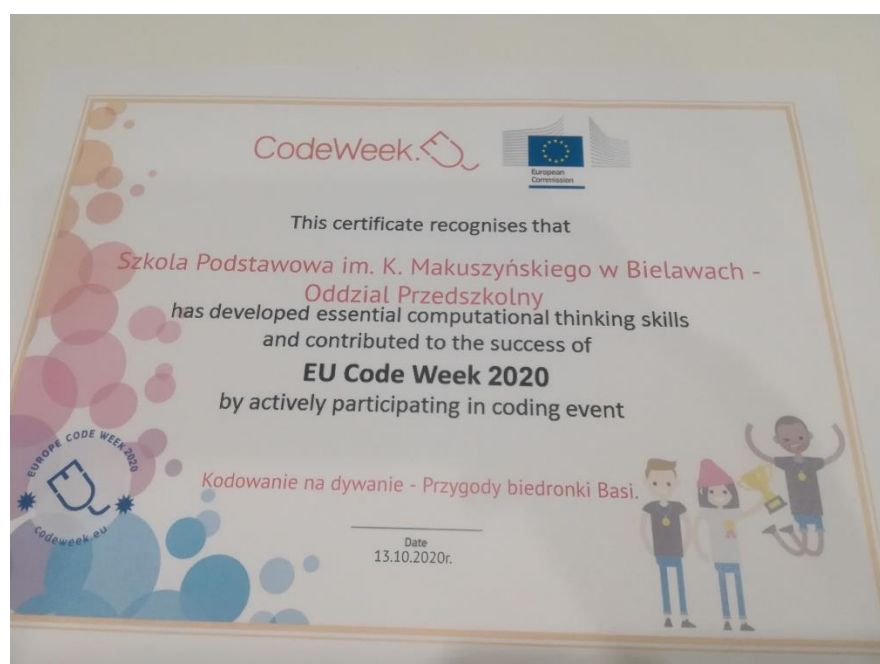 CodeWeek.EU
European
Commission
This certificate recognises that
Szkola Podstawowa im. K. Makuszyńskiego w Bielawach -
Oddzial Przedszkolny
has developed essential computational thinking skills
and contributed to the success of
EU Code Week 2020
by actively participating in coding event
EUROPE CODE WEEK 2020
EU
codeweek.eu
Kodowanie na dywanie - Przygody biedronki Basi.
Date
13.10.2020r.